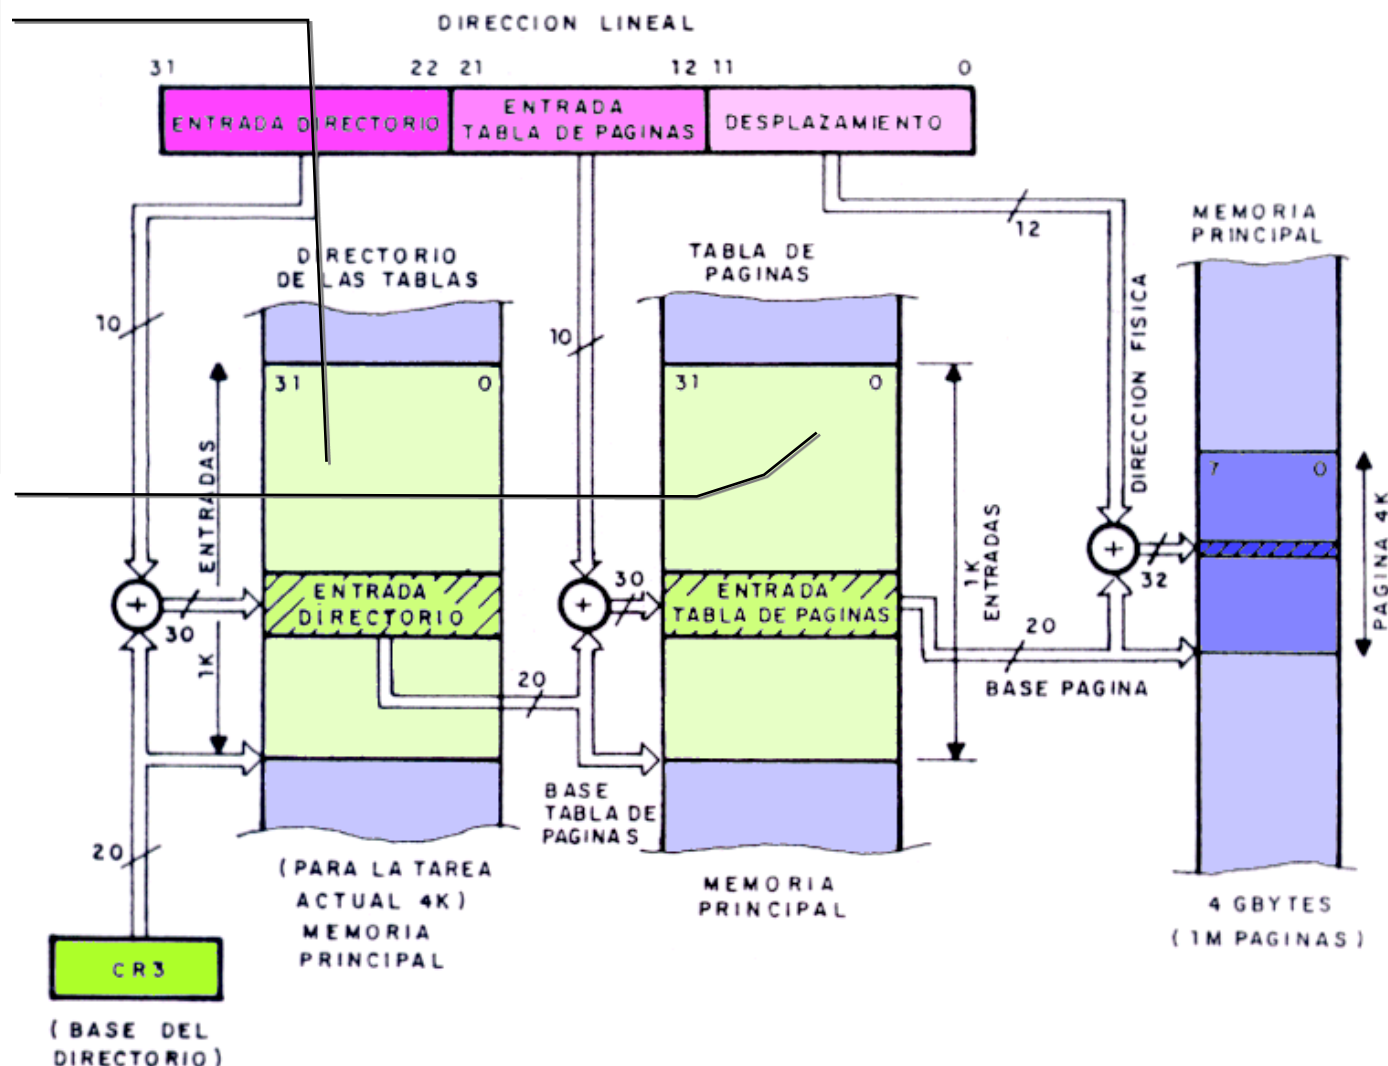 DIRECCION LINEAL
31 22 21 12 11 0
ENTRADA DIRECTORIO
ENTRADA
TABLA DE PAGINAS
DESPLAZAMIENTO
12
MEMORIA
PRINCIPAL
DIRECTORIO
DE LAS TABLAS
TABLA DE
PAGINAS
10
10
DIRECCION FISICA
31 0
31 0
7 0
1K ENTRADAS
1K
ENTRADAS
PAGINA 4K
ENTRADA
DIRECTORIO
ENTRADA
TABLA DE PAGINAS
30
30
32
20
20
BASE PAGINA
BASE
TABLA DE
PAGINAS
20
(PARA LA TAREA
ACTUAL 4K)
MEMORIA
PRINCIPAL
MEMORIA
PRINCIPAL
4 GBYTES
(1M PAGINAS)
CR3
(BASE DEL
DIRECTORIO)